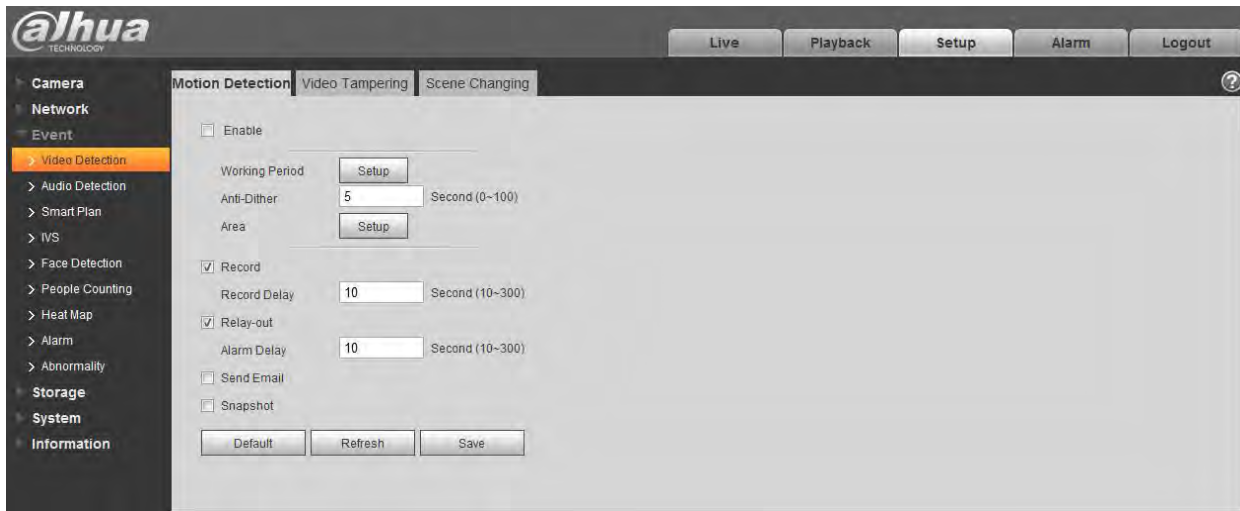 alhua
TECHNOLOGY
Live
Playback
Setup
Alarm
Logout
Camera
Network
Event
> Video Detection
> Audio Detection
> Smart Plan
> IVS
> Face Detection
> People Counting
> Heat Map
> Alarm
> Abnormality
Storage
System
Information
Motion Detection
Video Tampering
Scene Changing
?
Enable
Working Period Setup
Anti-Dither 5 Second (0~100)
Area Setup
Record
Record Delay 10 Second (10~300)
Relay-out
Alarm Delay 10 Second (10~300)
Send Email
Snapshot
Default Refresh Save